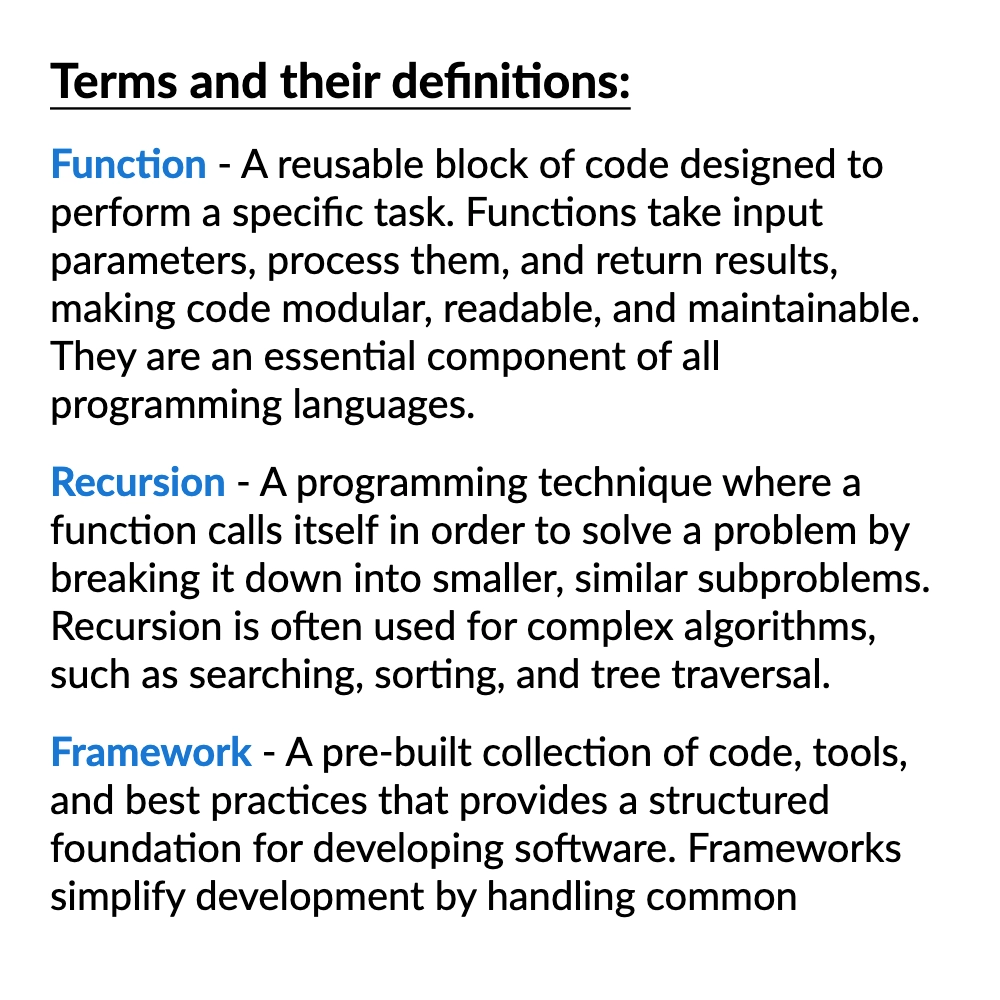 Terms and their definitions:
Function - A reusable block of code designed to
perform a specific task. Functions take input
parameters, process them, and return results,
making code modular, readable, and maintainable.
They are an essential component of all
programming languages.
Recursion - A programming technique where a
function calls itself in order to solve a problem by
breaking it down into smaller, similar subproblems.
Recursion is often used for complex algorithms,
such as searching, sorting, and tree traversal.
Framework - A pre-built collection of code, tools,
and best practices that provides a structured
foundation for developing software. Frameworks
simplify development by handling common